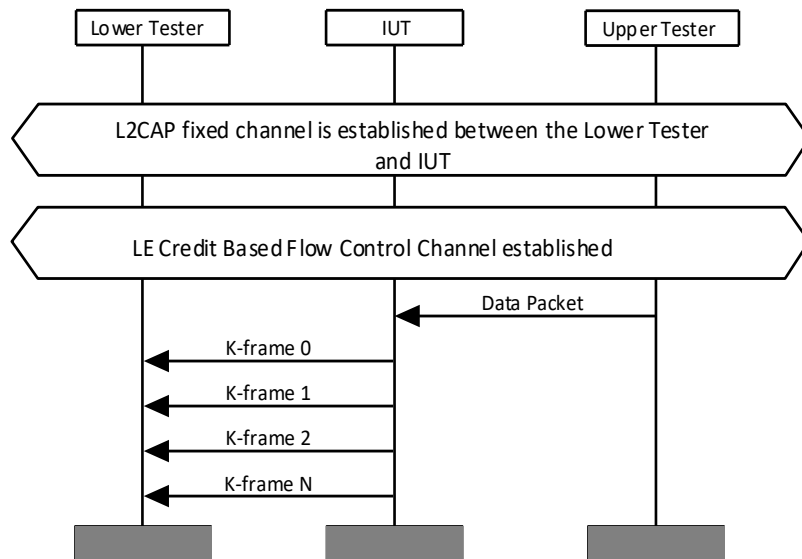 Lower Tester
IUT
Upper Tester
L2CAP fixed channel is established between the Lower Tester
and IUT
LE Credit Based Flow Control Channel established
Data Packet
K-frame 0
K-frame 1
K-frame 2
K-frame N